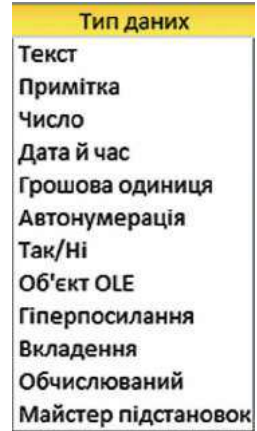 Тип даних
Текст
Примітка
Число
Дата й час
Грошова одиниця
Автонумерація
Так/Ні
Об'єкт OLE
Гіперпосилання
Вкладення
Обчислюваний
Майстер підстановок